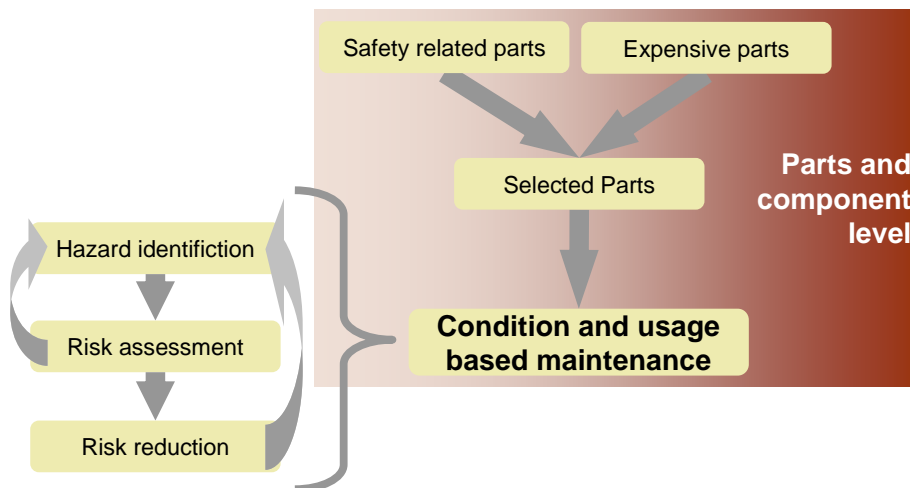 Safety related parts
Expensive parts
Selected Parts
Parts and
component
level
Hazard identifiction
Risk assessment
Risk reduction
Condition and usage
based maintenance